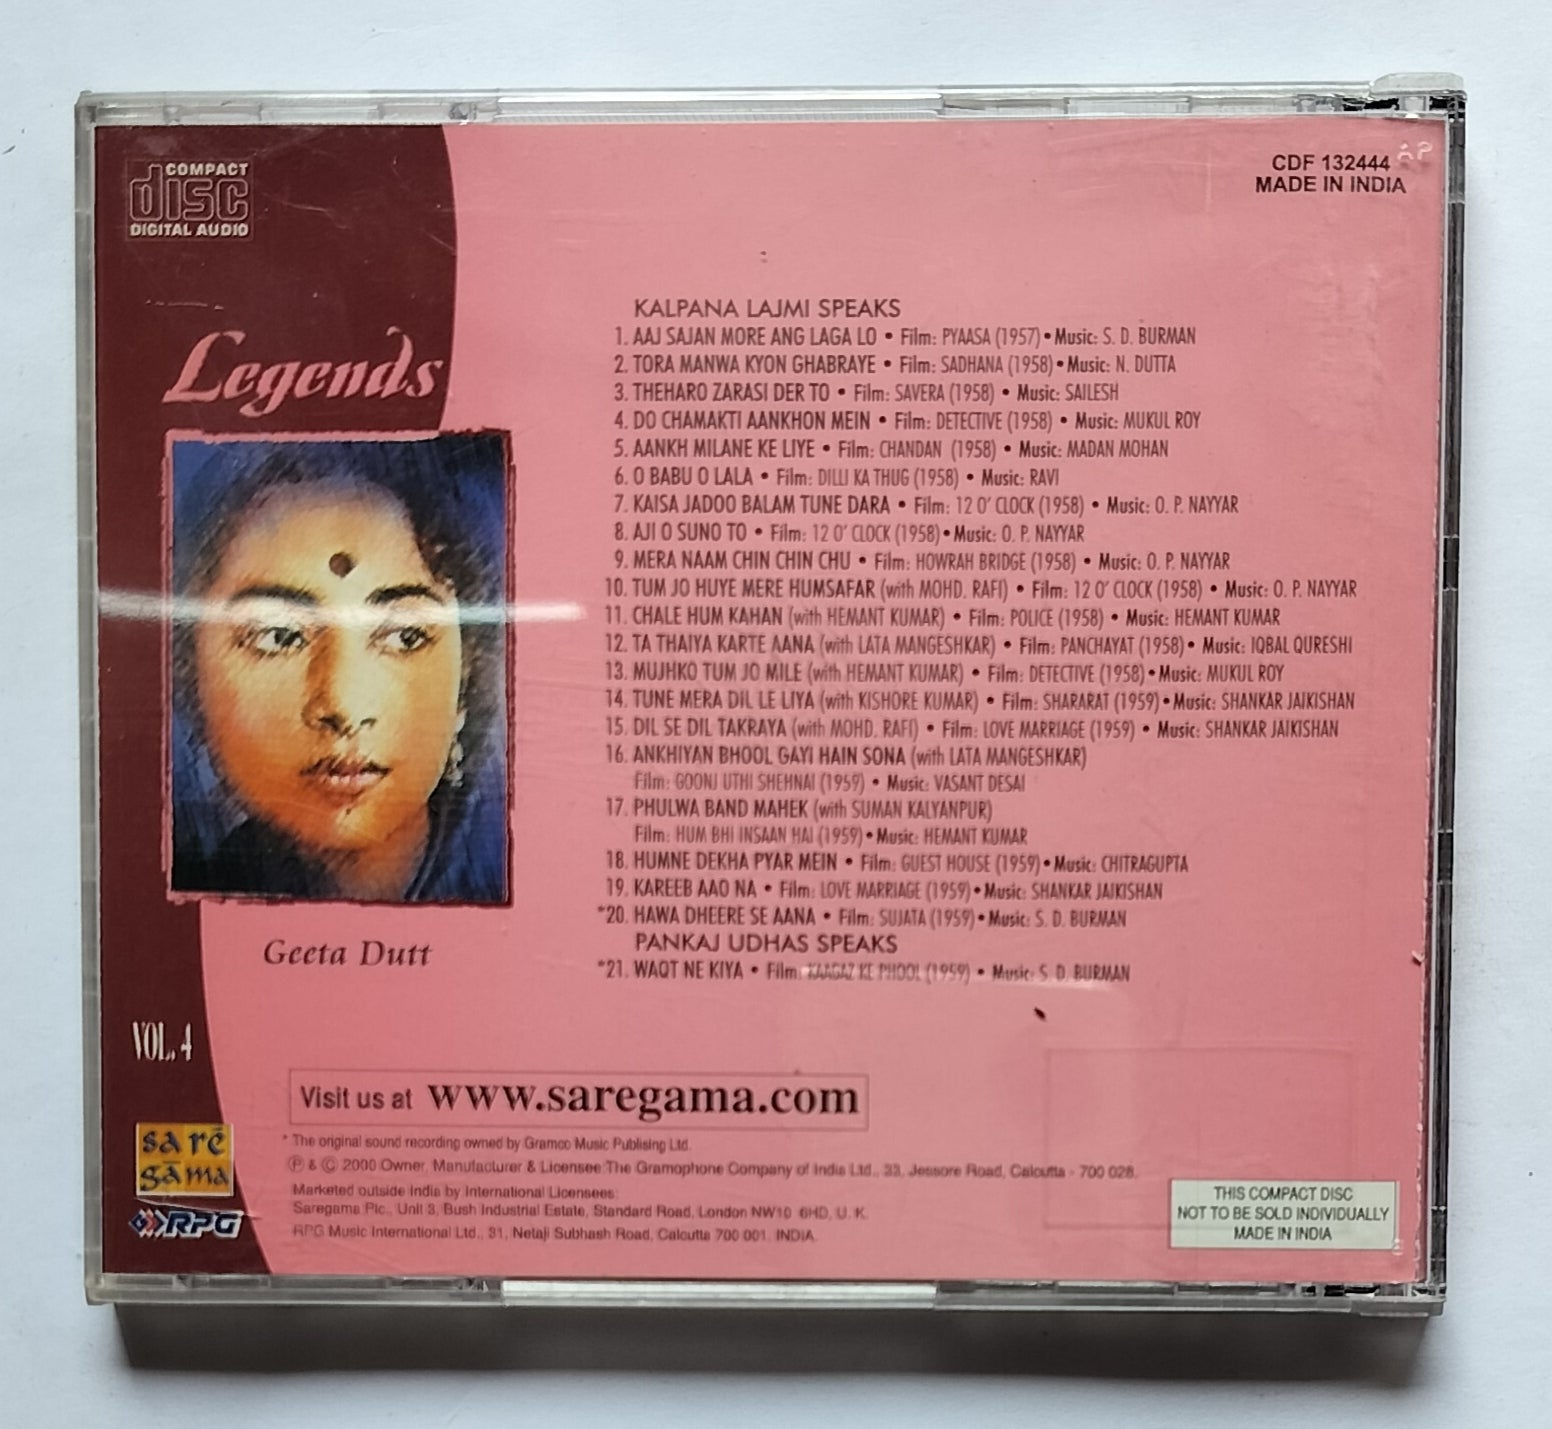 COMPACT
disc
DIGITAL AUDIO
CDF 132444
MADE IN INDIA
Legends
KALPANA LAJMI SPEAKS
1. AAJ SAJAN MORE ANG LAGA LO • Film: PYAASA (1957) • Music: S. D. BURMAN
2. TORA MANWA KYON GHABRAYE • Film: SADHANA (1958) • Music: N. DUTTA
3. THEHARO ZARASI DER TO • Film: SAVERA (1958) • Music: SAILESH
4. DO CHAMAKTI AANKHON MEIN • Film: DETECTIVE (1958) • Music: MUKUL ROY
5. AANKH MILANE KE LIYE • Film: CHANDAN (1958) • Music: MADAN MOHAN
6. O BABU O LALA • Film: DILLI KA THUG (1958) • Music: RAVI
7. KAISA JADOO BALAM TUNE DARA • Film: 12 O' CLOCK (1958) • Music: O. P. NAYYAR
8. AJI O SUNO TO • Film: 12 O' CLOCK (1958) • Music: O. P. NAYYAR
9. MERA NAAM CHIN CHIN CHU • Film: HOWRAH BRIDGE (1958) • Music: O. P. NAYYAR
10. TUM JO HUYE MERE HUMSAFAR (with MOHD. RAFI) • Film: 12 O' CLOCK (1958) • Music: O. P. NAYYAR
11. CHALE HUM KAHAN (with HEMANT KUMAR) • Film: POLICE (1958) • Music: HEMANT KUMAR
12. TA THAIYA KARTE AANA (with LATA MANGESHKAR) • Film: PANCHAYAT (1958) • Music: IQBAL QURESHI
13. MUJHKO TUM JO MILE (with HEMANT KUMAR) • Film: DETECTIVE (1958) • Music: MUKUL ROY
14. TUNE MERA DIL LE LIYA (with KISHORE KUMAR) • Film: SHARARAT (1959) • Music: SHANKAR JAIKISHAN
15. DIL SE DIL TAKRAYA (with MOHD. RAFI) • Film: LOVE MARRIAGE (1959) • Music: SHANKAR JAIKISHAN
16. ANKHIYAN BHOOL GAYI HAIN SONA (with LATA MANGESHKAR)
Film: GOONJ UTHI SHEHNAI (1959) • Music: VASANT DESAI
17. PHULWA BAND MAHEK (with SUMAN KALYANPUR)
Film: HUM BHI INSAAN HAI (1959) • Music: HEMANT KUMAR
18. HUMNE DEKHA PYAR MEIN • Film: GUEST HOUSE (1959) • Music: CHITRAGUPTA
19. KAREEB AAO NA • Film: LOVE MARRIAGE (1959) • Music: SHANKAR JAIKISHAN
*20. HAWA DHEERE SE AANA • Film: SUJATA (1959) • Music: S. D. BURMAN
PANKAJ UDHAS SPEAKS
*21. WAQT NE KIYA • Film: KAAGAZ KE PHOOL (1959) • Music: S. D. BURMAN
Geeta Dutt
VOL. 4
Visit us at www.saregama.com
* The original sound recording owned by Gramco Music Publising Ltd.
℗ & © 2000 Owner, Manufacturer & Licensee: The Gramophone Company of India Ltd., 33, Jessore Road, Calcutta - 700 028.
Marketed outside India by International Licensees:
Saregama Plc., Unit 3, Bush Industrial Estate, Standard Road, London NW10 6HD, U. K.
RPG Music International Ltd., 31, Netaji Subhash Road, Calcutta 700 001. INDIA.
sa rē
gāma
RPG
THIS COMPACT DISC
NOT TO BE SOLD INDIVIDUALLY
MADE IN INDIA